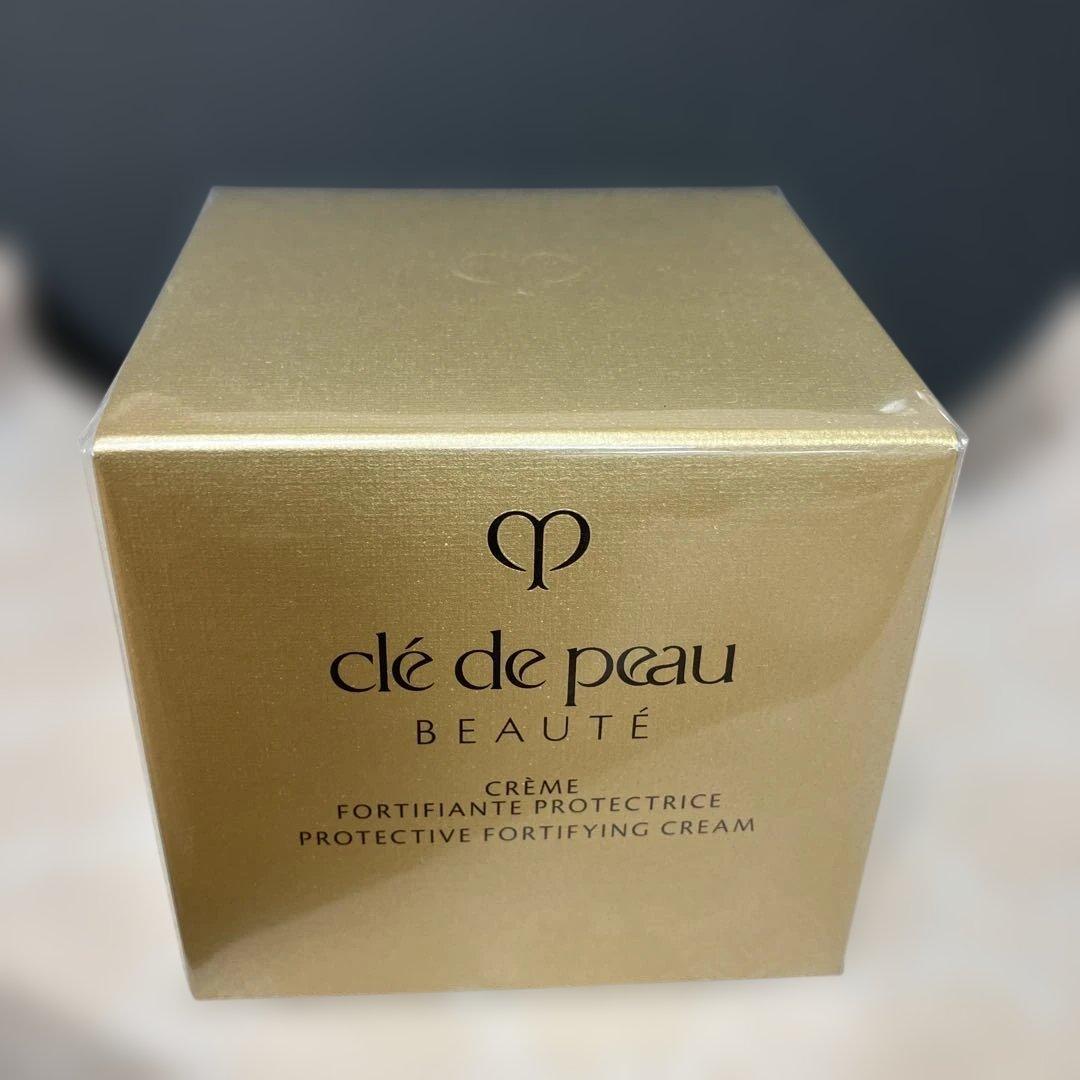 clé de peau
BEAUTÉ
CRÈME
FORTIFIANTE PROTECTRICE
PROTECTIVE FORTIFYING CREAM